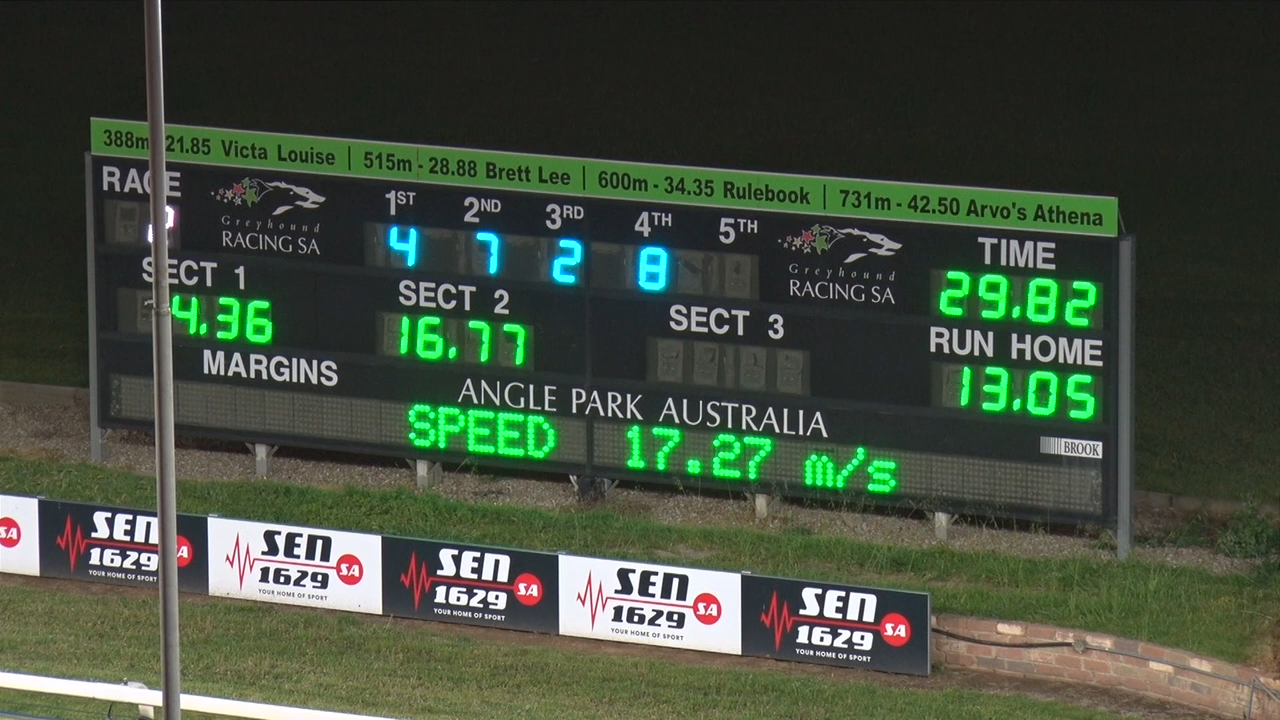 388m 21.85 Victa Louise | 515m - 28.88 Brett Lee | 600m - 34.35 Rulebook | 731m - 42.50 Arvo's Athena
RACE
Greyhound
RACING SA
1ST 2ND 3RD 4TH 5TH
4 7 2 8
Greyhound
RACING SA
TIME
29.82
SECT 1
4.36
SECT 2
16.77
SECT 3
RUN HOME
13.05
MARGINS
ANGLE PARK AUSTRALIA
BROOK
SPEED 17.27 m/s
SA
SEN
1629 SA
YOUR HOME OF SPORT
SEN
1629 SA
YOUR HOME OF SPORT
SEN
1629 SA
YOUR HOME OF SPORT
SEN
1629 SA
YOUR HOME OF SPORT
SEN
1629 SA
YOUR HOME OF SPORT